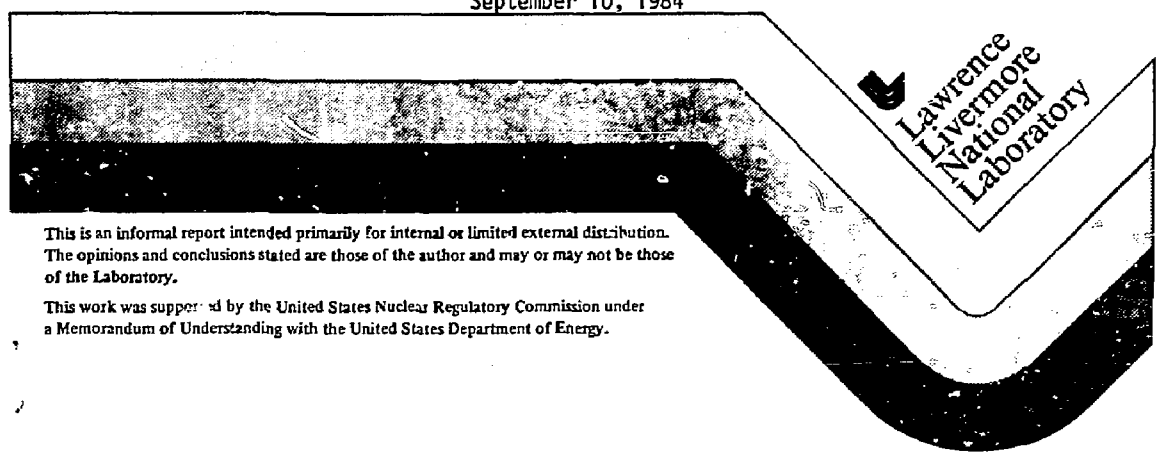 September 10, 1984
Lawrence
Livermore
National
Laboratory
This is an informal report intended primarily for internal or limited external distribution.
The opinions and conclusions stated are those of the author and may or may not be those
of the Laboratory.
This work was supported by the United States Nuclear Regulatory Commission under
a Memorandum of Understanding with the United States Department of Energy.